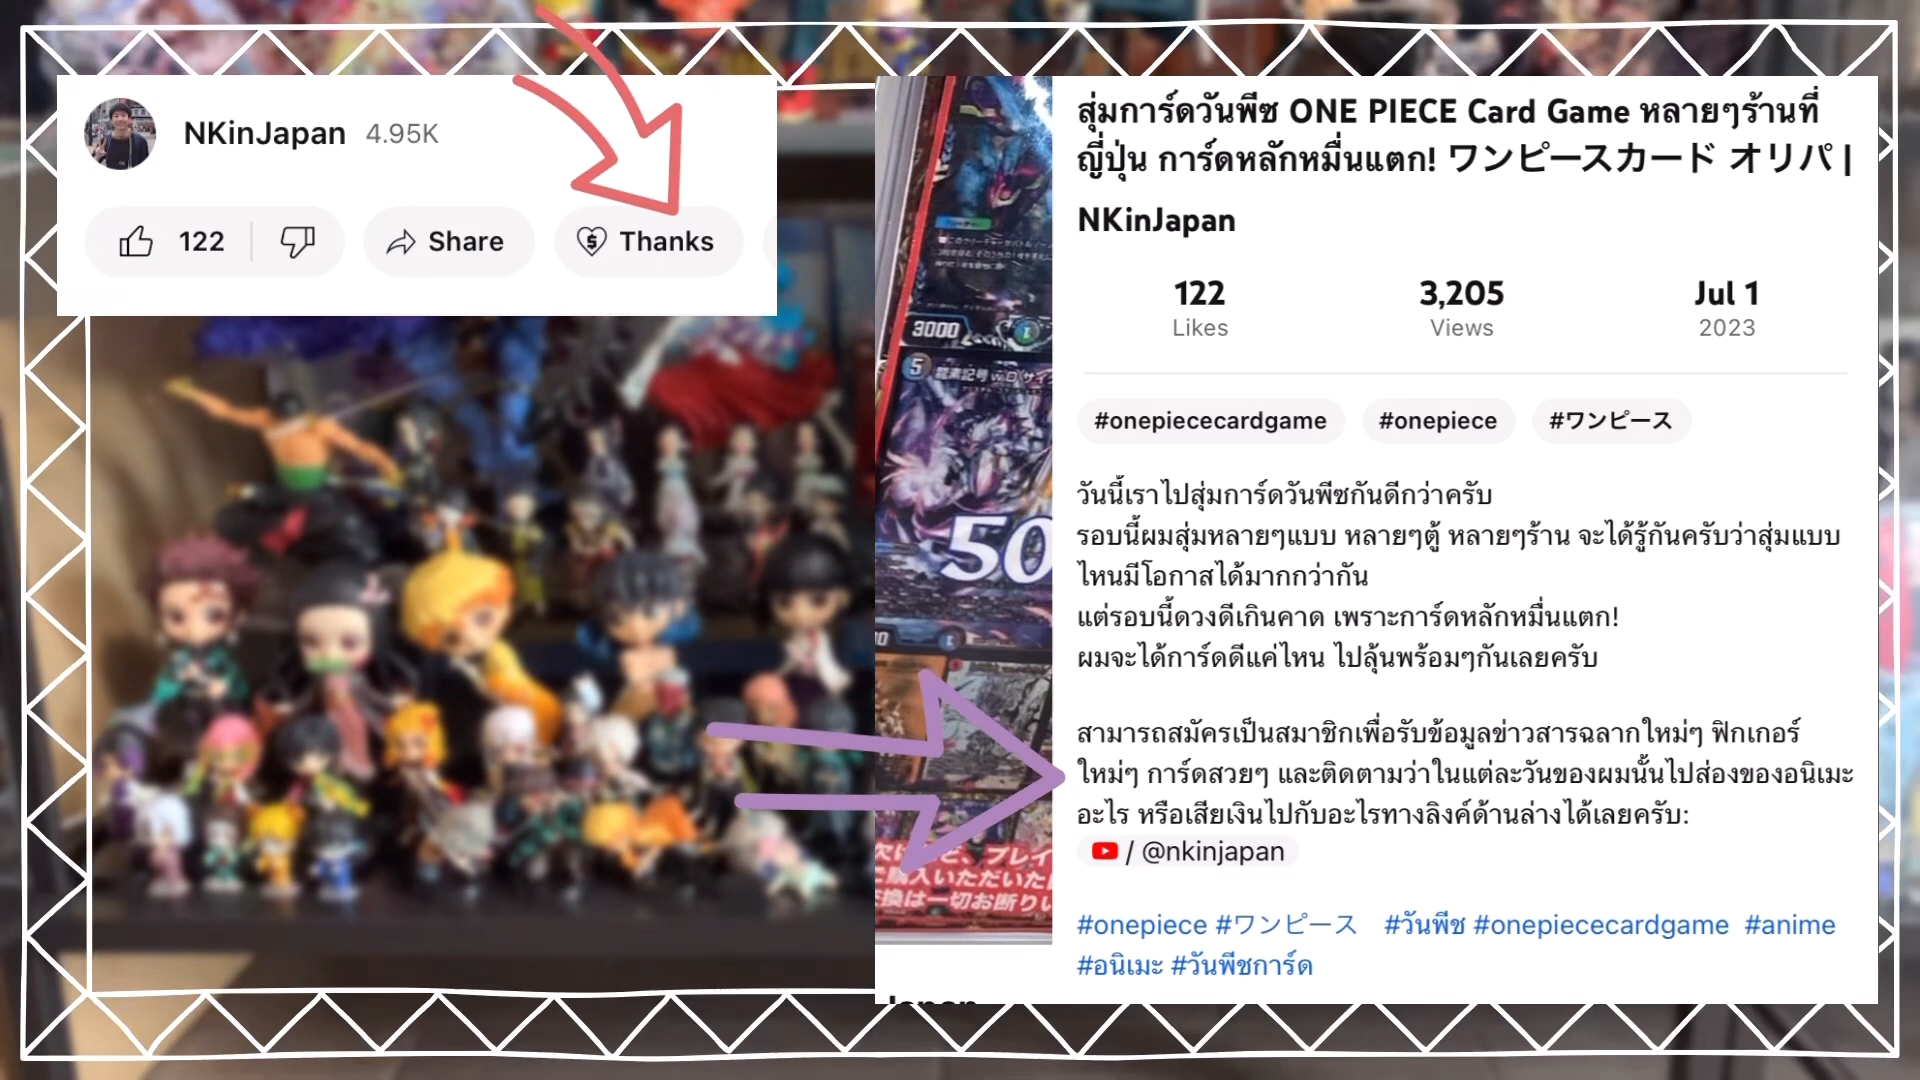 NKinJapan 4.95K
122
Share
Thanks
สุ่มการ์ดวันพีซ ONE PIECE Card Game หลายๆร้านที่
ญี่ปุ่น การ์ดหลักหมื่นแตก! ワンピースカード オリパ |
NKinJapan
122 3,205 Jul 1
Likes Views 2023
#onepiececardgame #onepiece #ワンピース
วันนี้เราไปสุ่มการ์ดวันพีซกันดีกว่าครับ
รอบนี้ผมสุ่มหลายๆแบบ หลายๆตู้ หลายๆร้าน จะได้รู้กันครับว่าสุ่มแบบ
ไหนมีโอกาสได้มากกว่ากัน
แต่รอบนี้ดวงดีเกินคาด เพราะการ์ดหลักหมื่นแตก!
ผมจะได้การ์ดดีแค่ไหน ไปลุ้นพร้อมๆกันเลยครับ
สามารถสมัครเป็นสมาชิกเพื่อรับข้อมูลข่าวสารฉลากใหม่ๆ ฟิกเกอร์
ใหม่ๆ การ์ดสวยๆ และติดตามว่าในแต่ละวันของผมนั้นไปส่องของอนิเมะ
อะไร หรือเสียเงินไปกับอะไรทางลิงค์ด้านล่างได้เลยครับ:
/ @nkinjapan
#onepiece #ワンピース #วันพีช #onepiececardgame #anime
#อนิเมะ #วันพีชการ์ด
3000
5
50